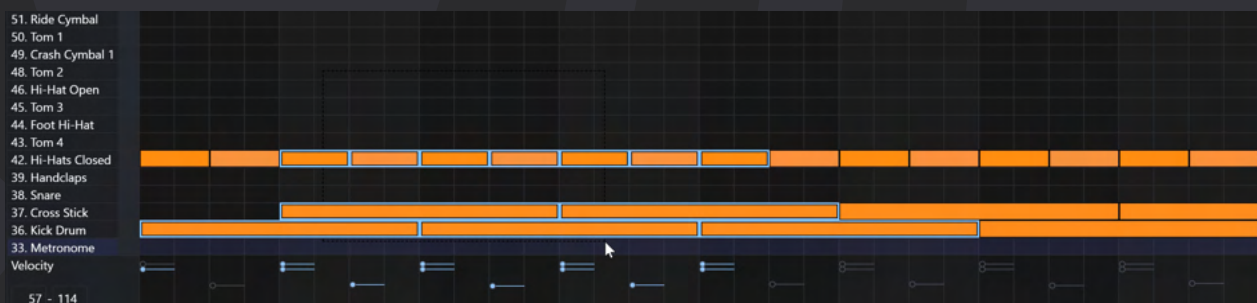 51. Ride Cymbal
50. Tom 1
49. Crash Cymbal 1
48. Tom 2
46. Hi-Hat Open
45. Tom 3
44. Foot Hi-Hat
43. Tom 4
42. Hi-Hats Closed
39. Handclaps
38. Snare
37. Cross Stick
36. Kick Drum
33. Metronome
Velocity
57 - 114